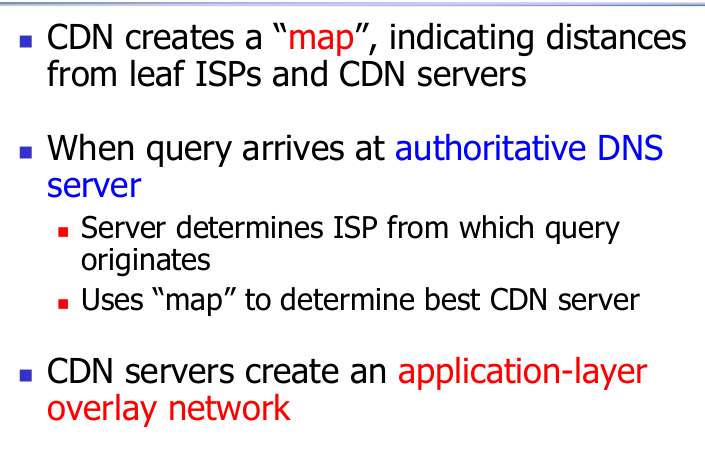 CDN creates a “map”, indicating distances
from leaf ISPs and CDN servers
When query arrives at authoritative DNS
server
Server determines ISP from which query
originates
Uses “map” to determine best CDN server
CDN servers create an application-layer
overlay network